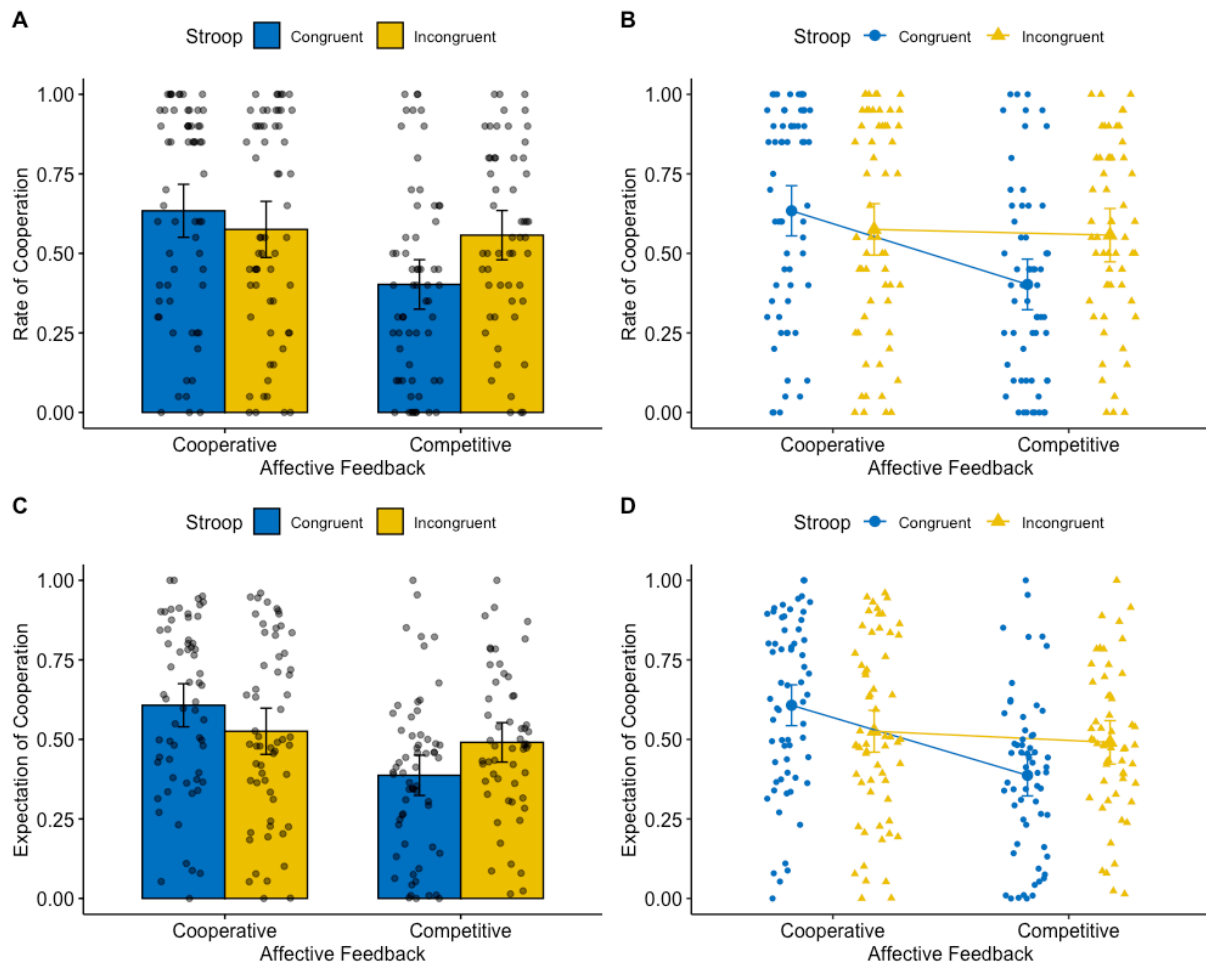 A
Stroop Congruent Incongruent
Rate of Cooperation
1.00
0.75
0.50
0.25
0.00
Cooperative Competitive
Affective Feedback
B
Stroop Congruent Incongruent
Rate of Cooperation
1.00
0.75
0.50
0.25
0.00
Cooperative Competitive
Affective Feedback
C
Stroop Congruent Incongruent
Expectation of Cooperation
1.00
0.75
0.50
0.25
0.00
Cooperative Competitive
Affective Feedback
D
Stroop Congruent Incongruent
Expectation of Cooperation
1.00
0.75
0.50
0.25
0.00
Cooperative Competitive
Affective Feedback